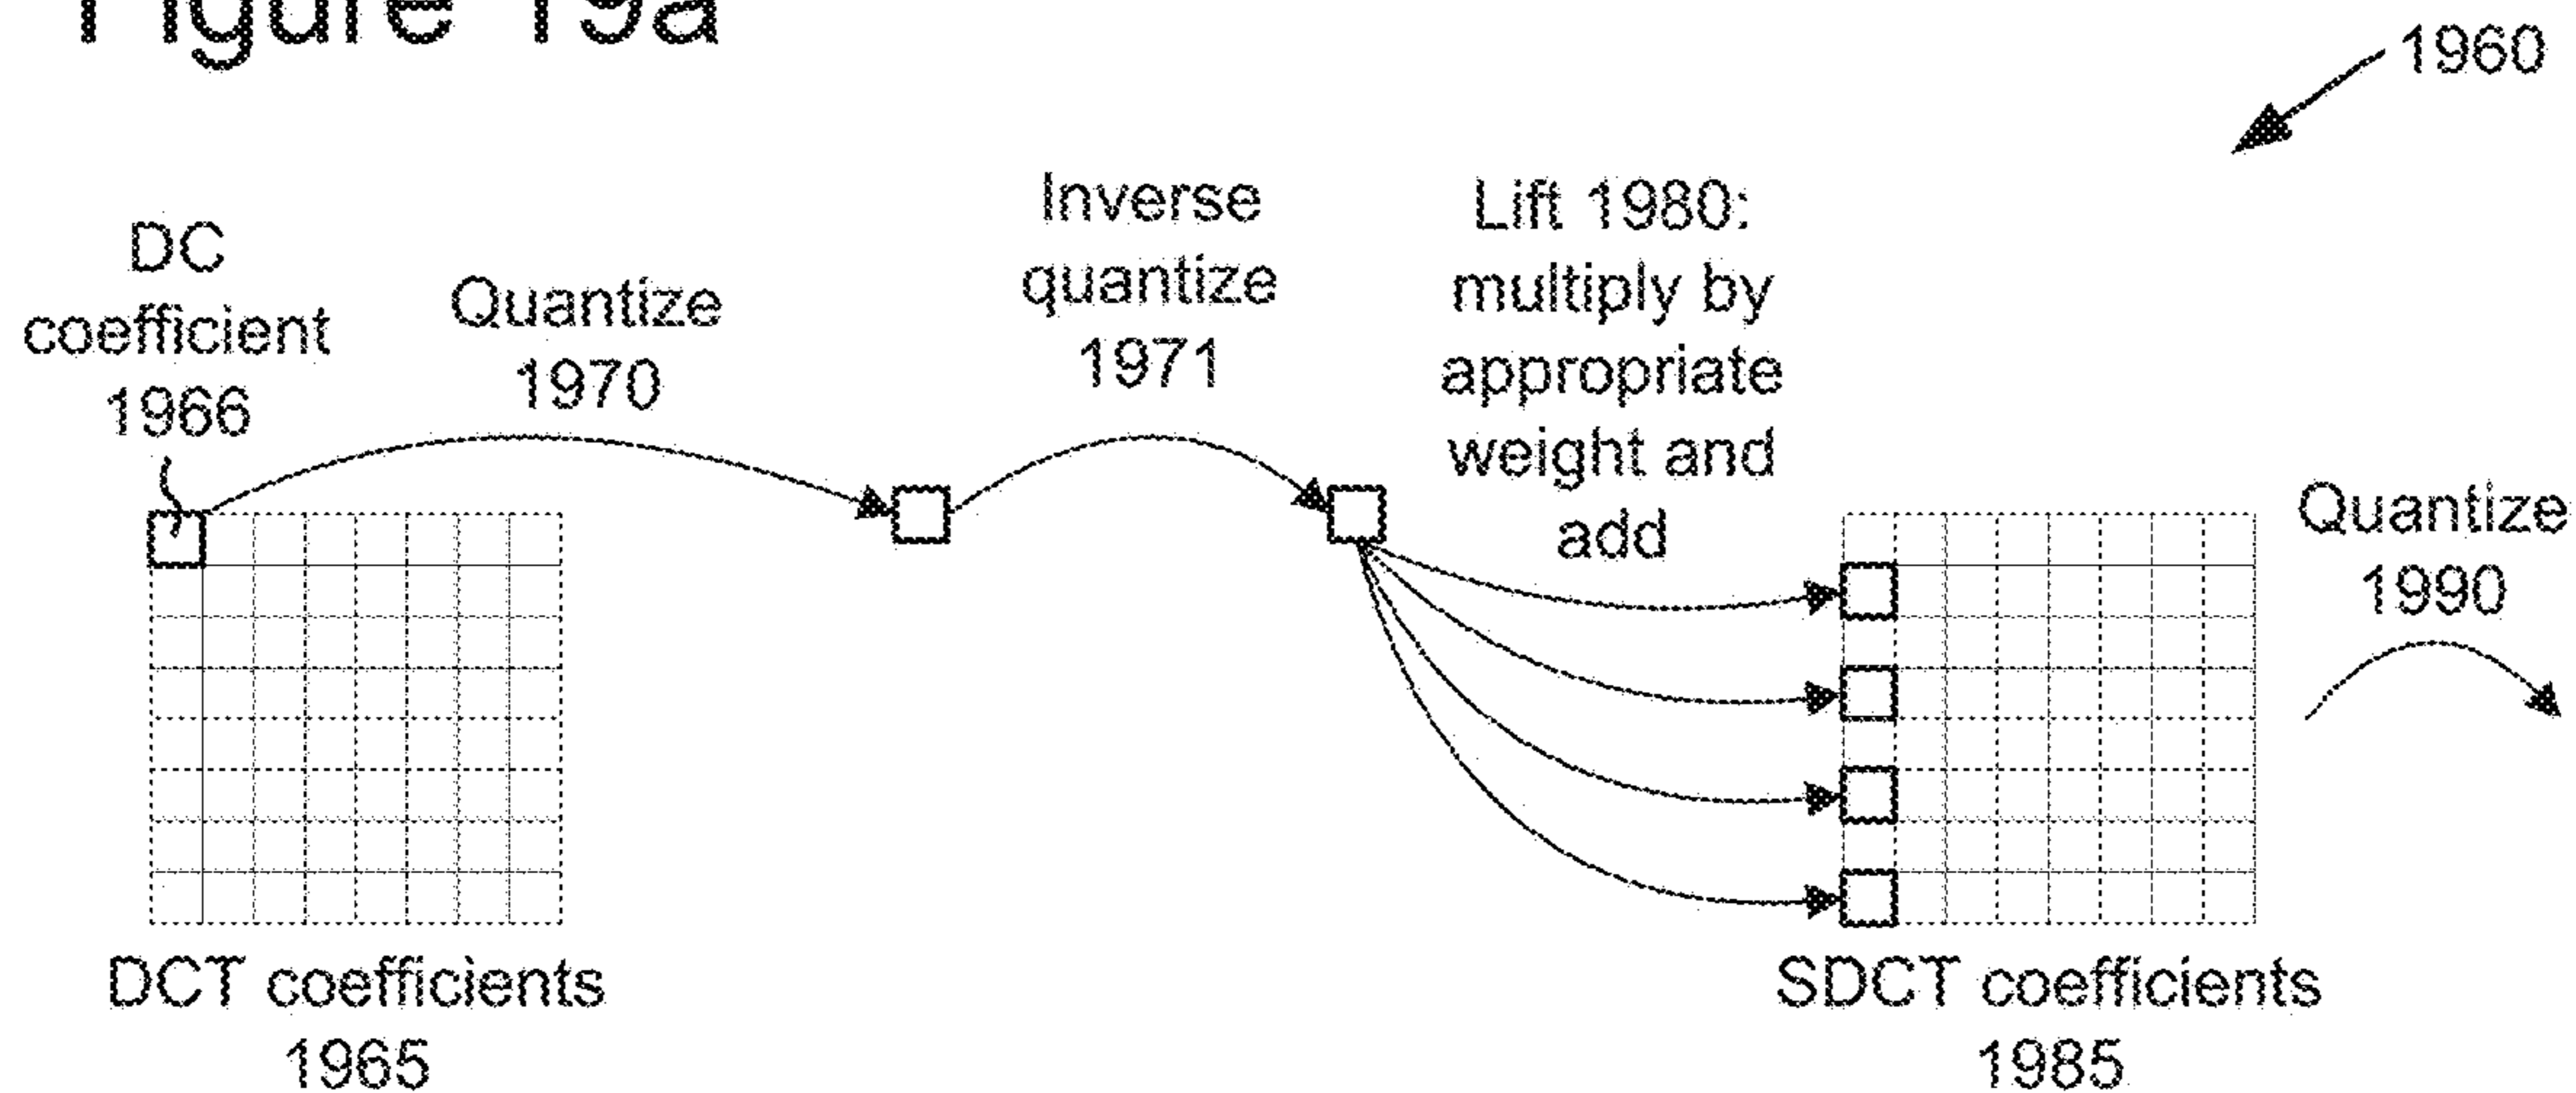 Figure 19a
1960
DC
coefficient
1966
Quantize
1970
Inverse
quantize
1971
Lift 1980:
multiply by
appropriate
weight and
add
Quantize
1990
DCT coefficients
1965
SDCT coefficients
1985